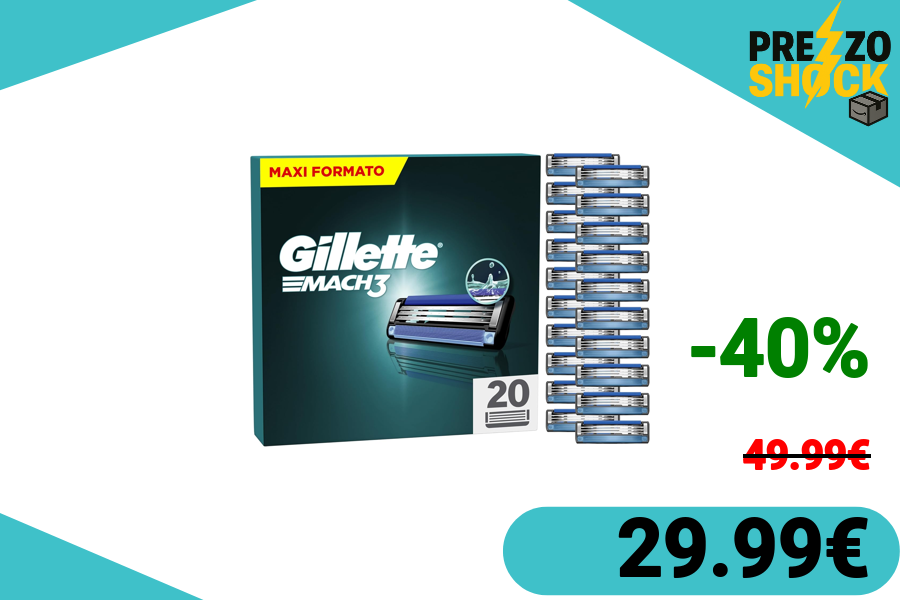 PREZZO
SHOCK
MAXI FORMATO
Gillette®
MACH3
20
-40%
49.99€
29.99€